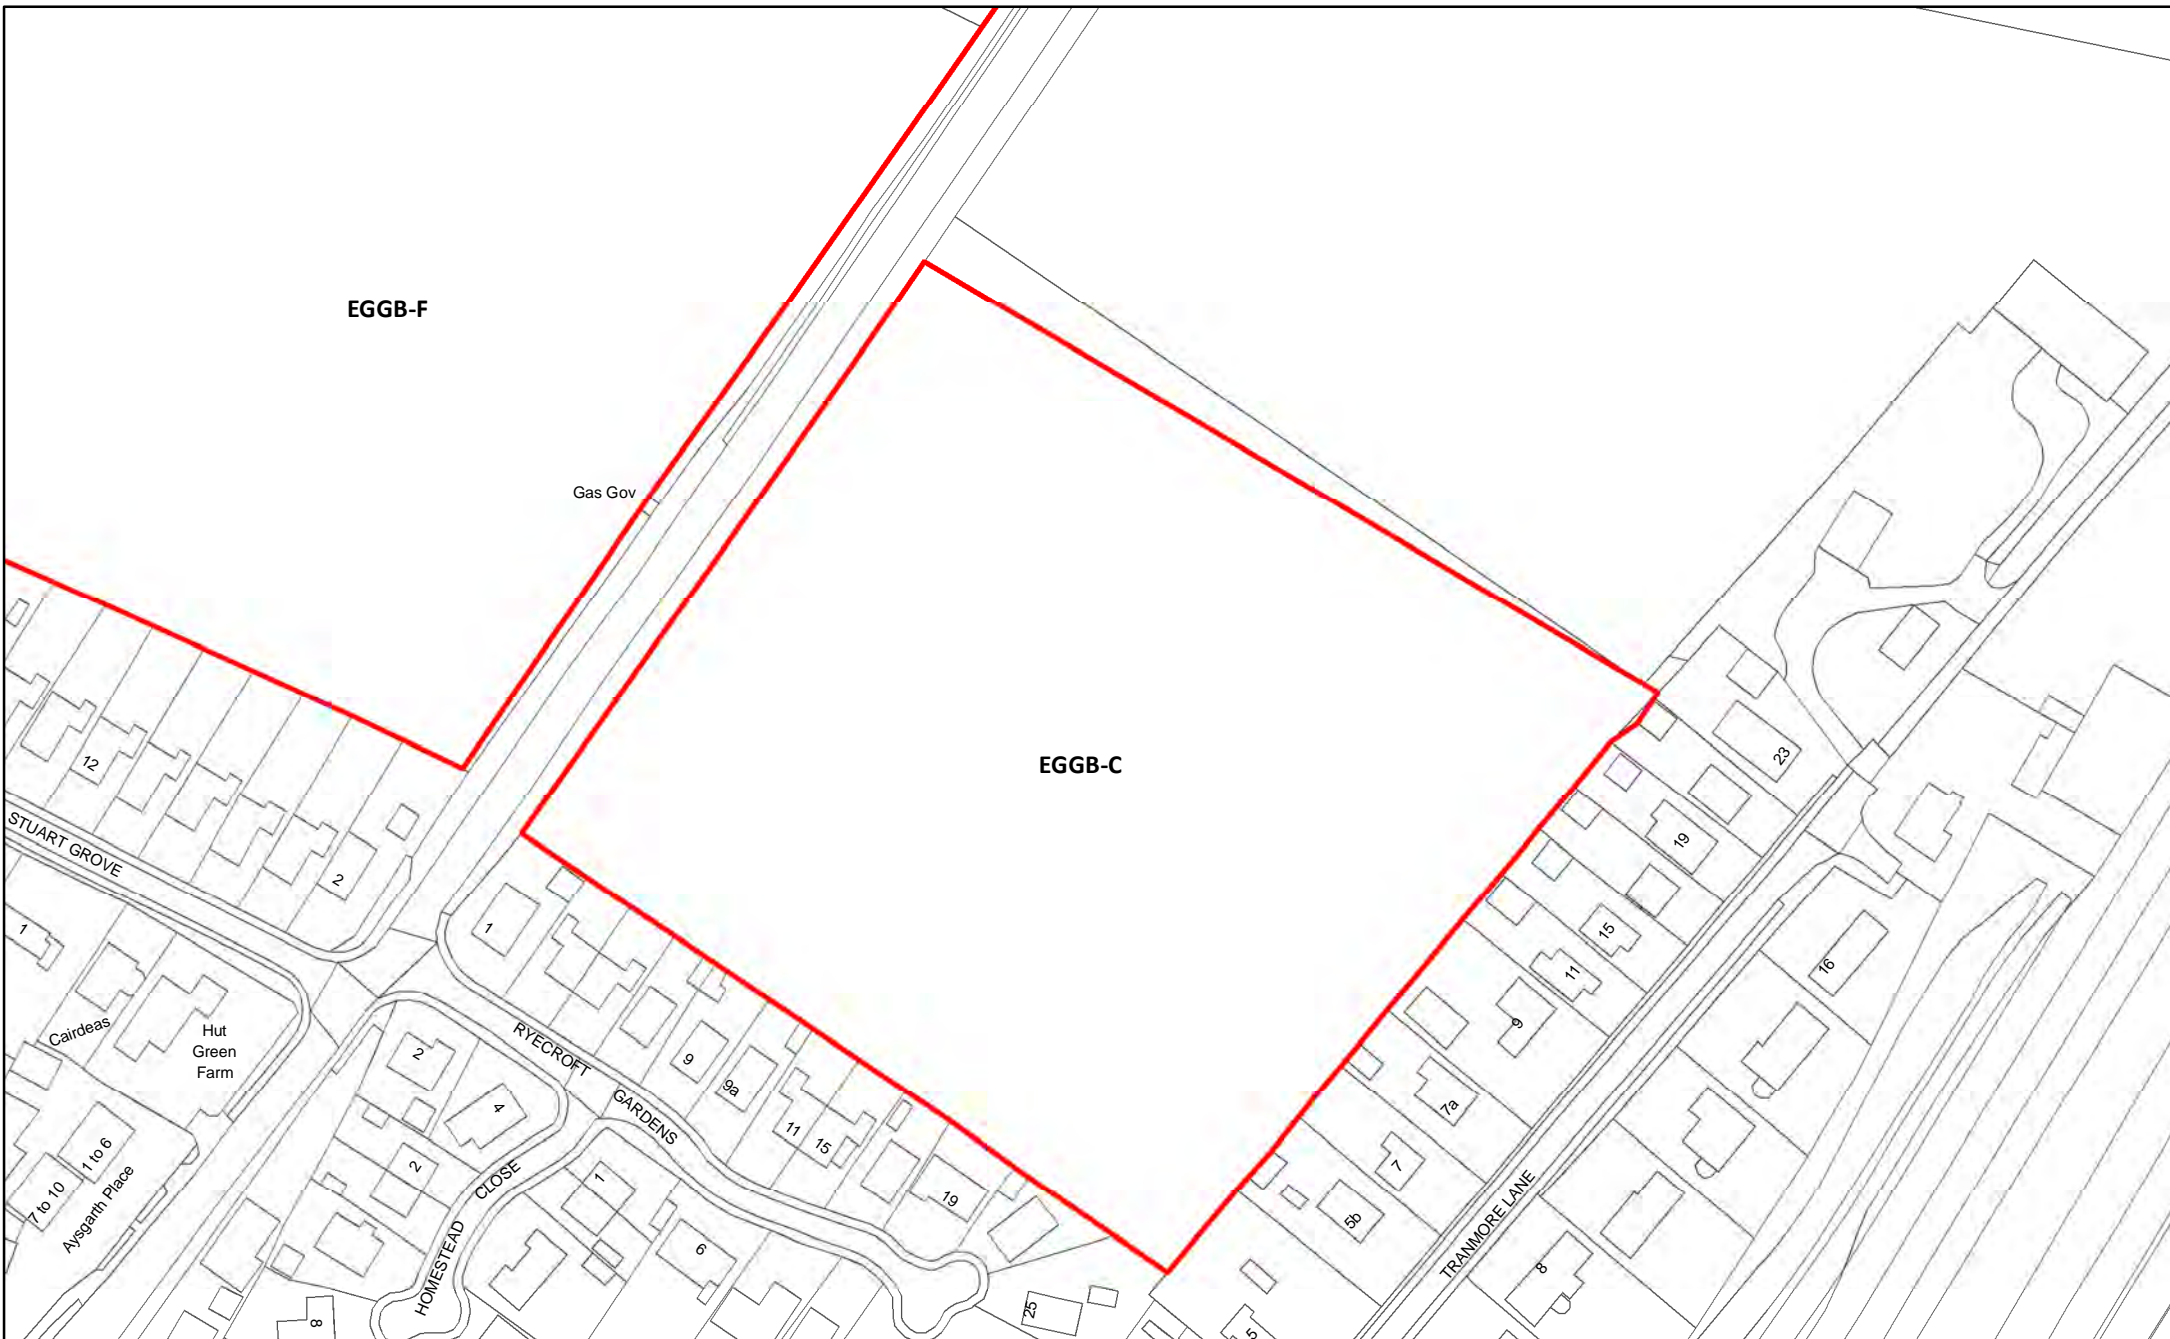 EGGB-F
Gas Gov
EGGB-C
12
2
STUART GROVE
1
Cairdeas
Hut
Green
Farm
1 to 6
7 to 10
Aysgarth Place
1
9
9a
11
15
19
25
RYECROFT
GARDENS
2
4
2
CLOSE
HOMESTEAD
1
6
8
23
19
15
11
9
7a
7
5b
5
TRANMORE LANE
16
8